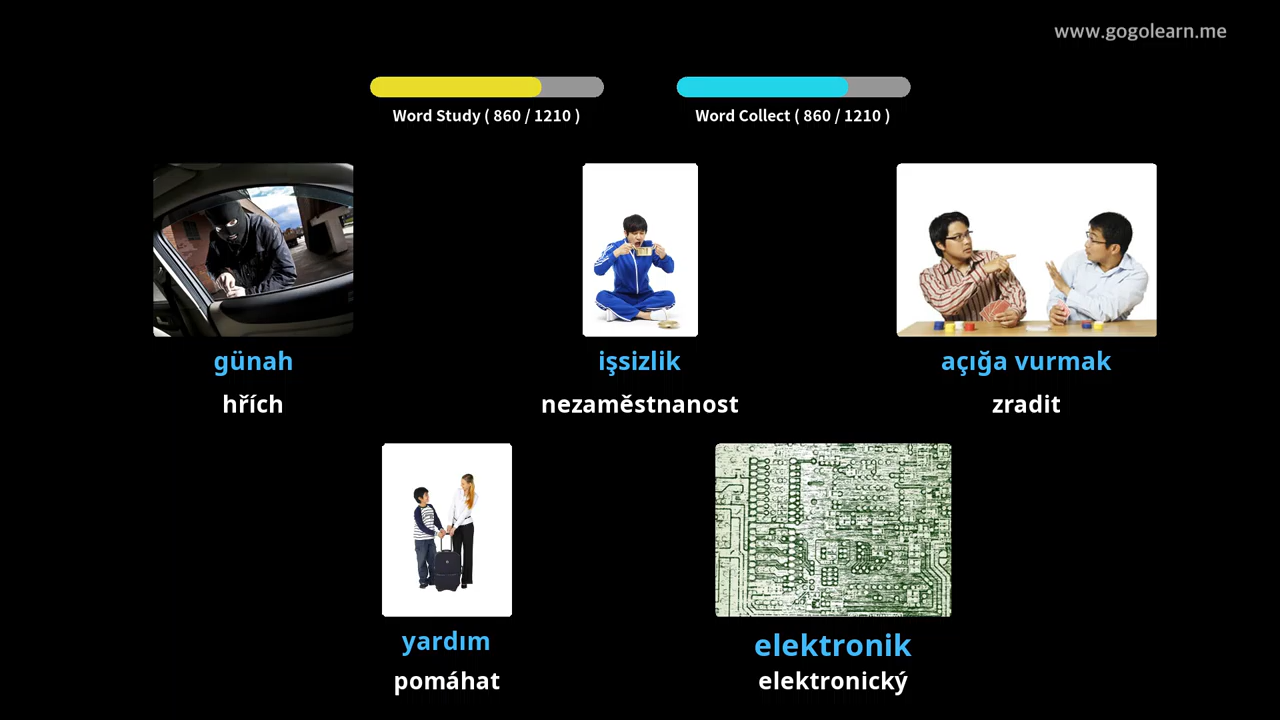 www.gogolearn.me
Word Study ( 860 / 1210 )
Word Collect ( 860 / 1210 )
günah
işsizlik
açığa vurmak
hřích
nezaměstnanost
zradit
yardım
elektronik
pomáhat
elektronický